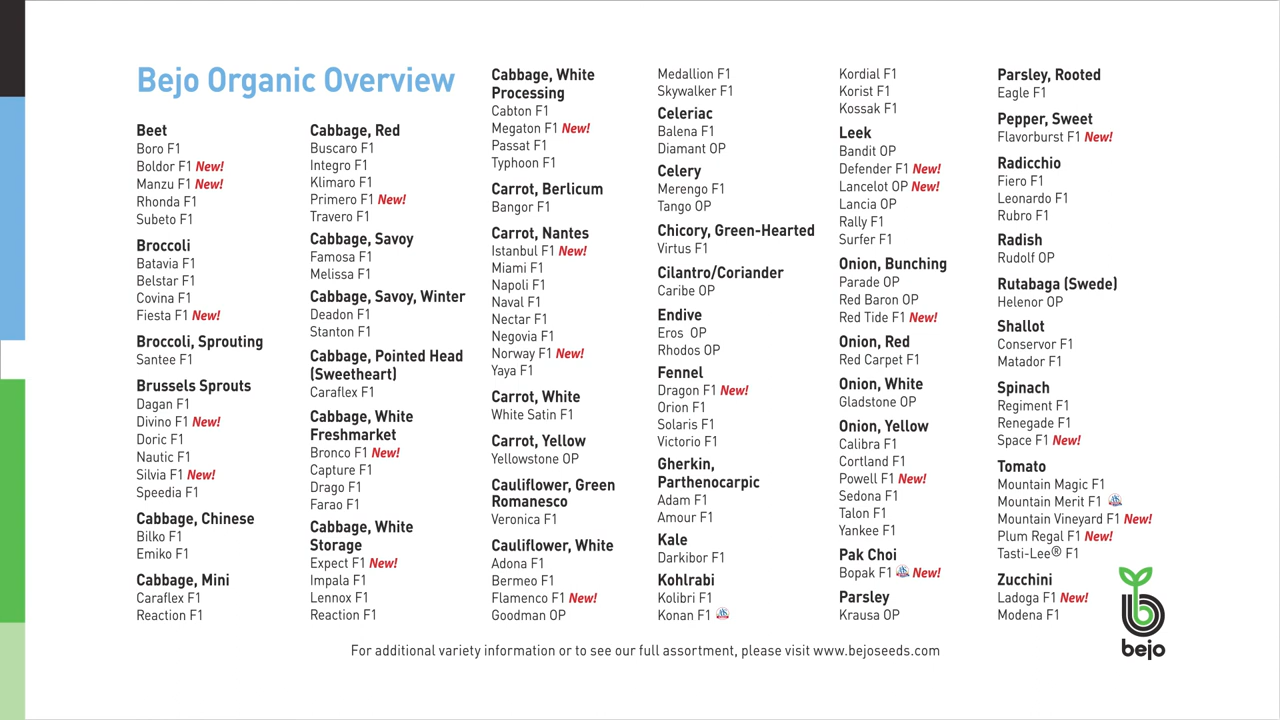 Bejo Organic Overview
Beet
Boro F1
Boldor F1 New!
Manzu F1 New!
Rhonda F1
Subeto F1
Broccoli
Batavia F1
Belstar F1
Covina F1
Fiesta F1 New!
Broccoli, Sprouting
Santee F1
Brussels Sprouts
Dagan F1
Divino F1 New!
Doric F1
Nautic F1
Silvia F1 New!
Speedia F1
Cabbage, Chinese
Bilko F1
Emiko F1
Cabbage, Mini
Caraflex F1
Reaction F1
Cabbage, Red
Buscaro F1
Integro F1
Klimaro F1
Primero F1 New!
Travero F1
Cabbage, Savoy
Famosa F1
Melissa F1
Cabbage, Savoy, Winter
Deadon F1
Stanton F1
Cabbage, Pointed Head
(Sweetheart)
Caraflex F1
Cabbage, White
Freshmarket
Bronco F1 New!
Capture F1
Drago F1
Farao F1
Cabbage, White
Storage
Expect F1 New!
Impala F1
Lennox F1
Reaction F1
Cabbage, White
Processing
Cabton F1
Megaton F1 New!
Passat F1
Typhoon F1
Carrot, Berlicum
Bangor F1
Carrot, Nantes
Istanbul F1 New!
Miami F1
Napoli F1
Naval F1
Nectar F1
Negovia F1
Norway F1 New!
Yaya F1
Carrot, White
White Satin F1
Carrot, Yellow
Yellowstone OP
Cauliflower, Green
Romanesco
Veronica F1
Cauliflower, White
Adona F1
Bermeo F1
Flamenco F1 New!
Goodman OP
Medallion F1
Skywalker F1
Celeriac
Balena F1
Diamant OP
Celery
Merengo F1
Tango OP
Chicory, Green-Hearted
Virtus F1
Cilantro/Coriander
Caribe OP
Endive
Eros OP
Rhodos OP
Fennel
Dragon F1 New!
Orion F1
Solaris F1
Victorio F1
Gherkin,
Parthenocarpic
Adam F1
Amour F1
Kale
Darkibor F1
Kohlrabi
Kolibri F1
Konan F1
Kordial F1
Korist F1
Kossak F1
Leek
Bandit OP
Defender F1 New!
Lancelot OP New!
Lancia OP
Rally F1
Surfer F1
Onion, Bunching
Parade OP
Red Baron OP
Red Tide F1 New!
Onion, Red
Red Carpet F1
Onion, White
Gladstone OP
Onion, Yellow
Calibra F1
Cortland F1
Powell F1 New!
Sedona F1
Talon F1
Yankee F1
Pak Choi
Bopak F1 New!
Parsley
Krausa OP
Parsley, Rooted
Eagle F1
Pepper, Sweet
Flavorburst F1 New!
Radicchio
Fiero F1
Leonardo F1
Rubro F1
Radish
Rudolf OP
Rutabaga (Swede)
Helenor OP
Shallot
Conservor F1
Matador F1
Spinach
Regiment F1
Renegade F1
Space F1 New!
Tomato
Mountain Magic F1
Mountain Merit F1
Mountain Vineyard F1 New!
Plum Regal F1 New!
Tasti-Lee® F1
Zucchini
Ladoga F1 New!
Modena F1
bejo
For additional variety information or to see our full assortment, please visit www.bejoseeds.com